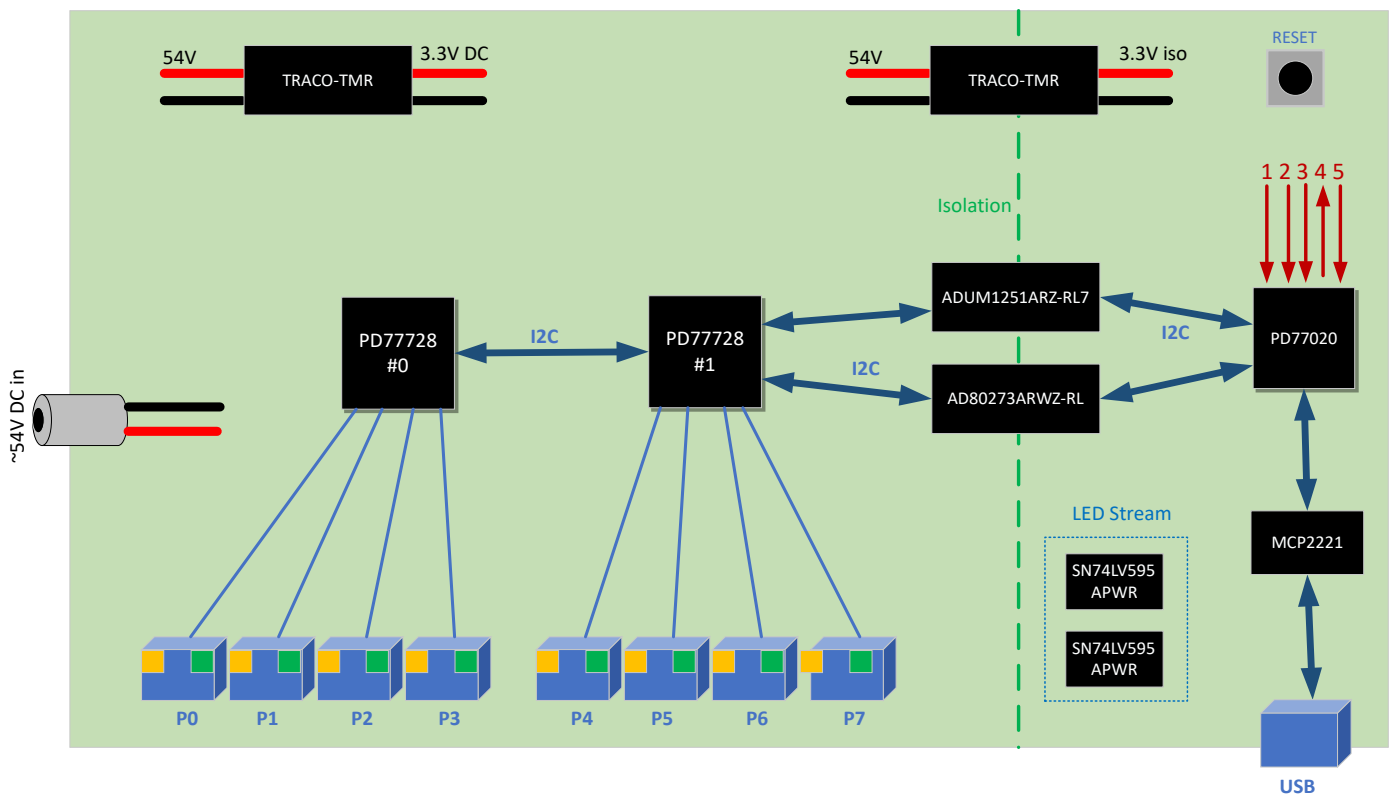 54V
3.3V DC
TRACO-TMR
54V
3.3V iso
TRACO-TMR
RESET
1 2 3 4 5
Isolation
ADUM1251ARZ-RL7
PD77728
#0
I2C
PD77728
#1
I2C
PD77020
I2C
AD80273ARWZ-RL
~54V DC in
LED Stream
MCP2221
SN74LV595
APWR
SN74LV595
APWR
P0
P1
P2
P3
P4
P5
P6
P7
USB